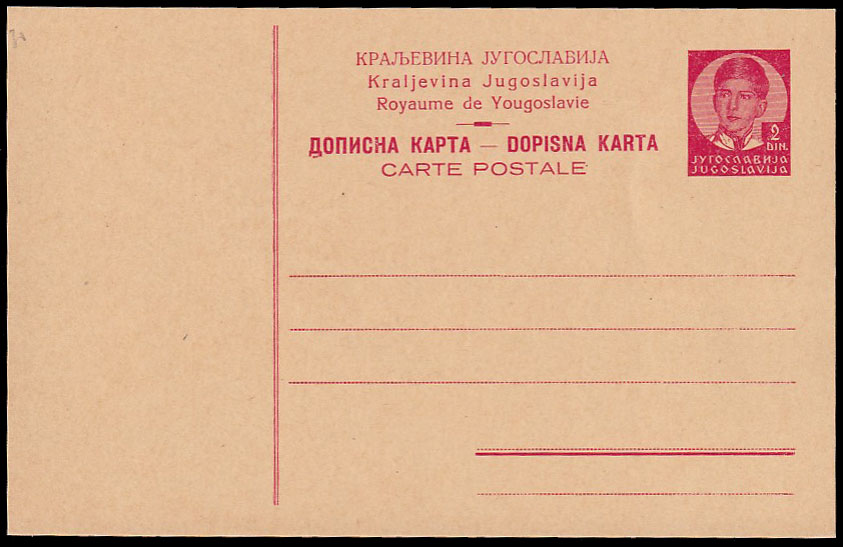 КРАЉЕВИНА ЈУГОСЛАВИЈА
Kraljevina Jugoslavija
Royaume de Yougoslavie
ДОПИСНА КАРТА — DOPISNA KARTA
CARTE POSTALE
2
DIN.
ЈУГОСЛАВИЈА
JUGOSLAVIJA